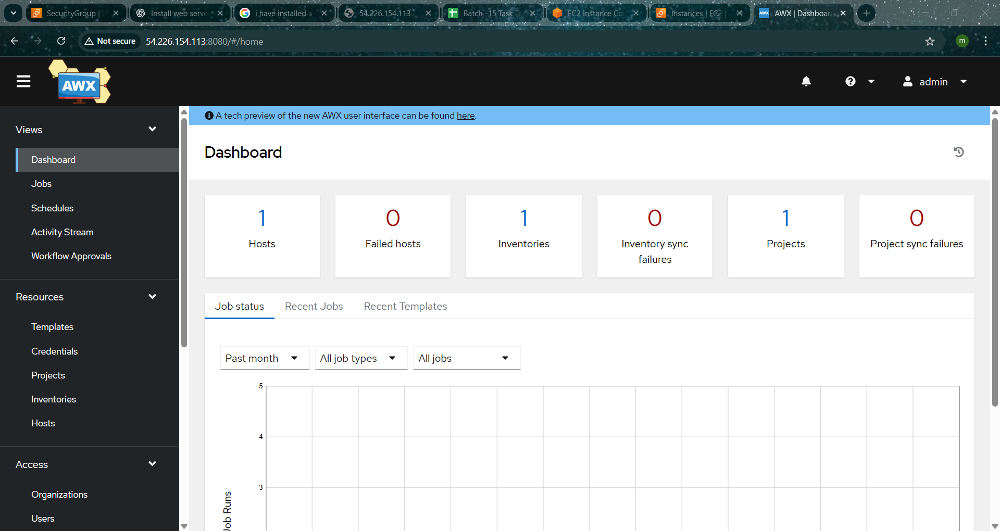 SecurityGroup |
Install web serve
i have installed a
54.226.154.113
Batch -15 Task T
EC2 Instance Co
Instances | EC2 |
AWX | Dashboar
Not secure
54.226.154.113:8080/#/home
m
AWX
admin
A tech preview of the new AWX user interface can be found here.
Views
Dashboard
Jobs
Schedules
Activity Stream
Workflow Approvals
Resources
Templates
Credentials
Projects
Inventories
Hosts
Access
Organizations
Users
Dashboard
1
Hosts
0
Failed hosts
1
Inventories
0
Inventory sync
failures
1
Projects
0
Project sync failures
Job status
Recent Jobs
Recent Templates
Past month
All job types
All jobs
5
4
3
Job Runs